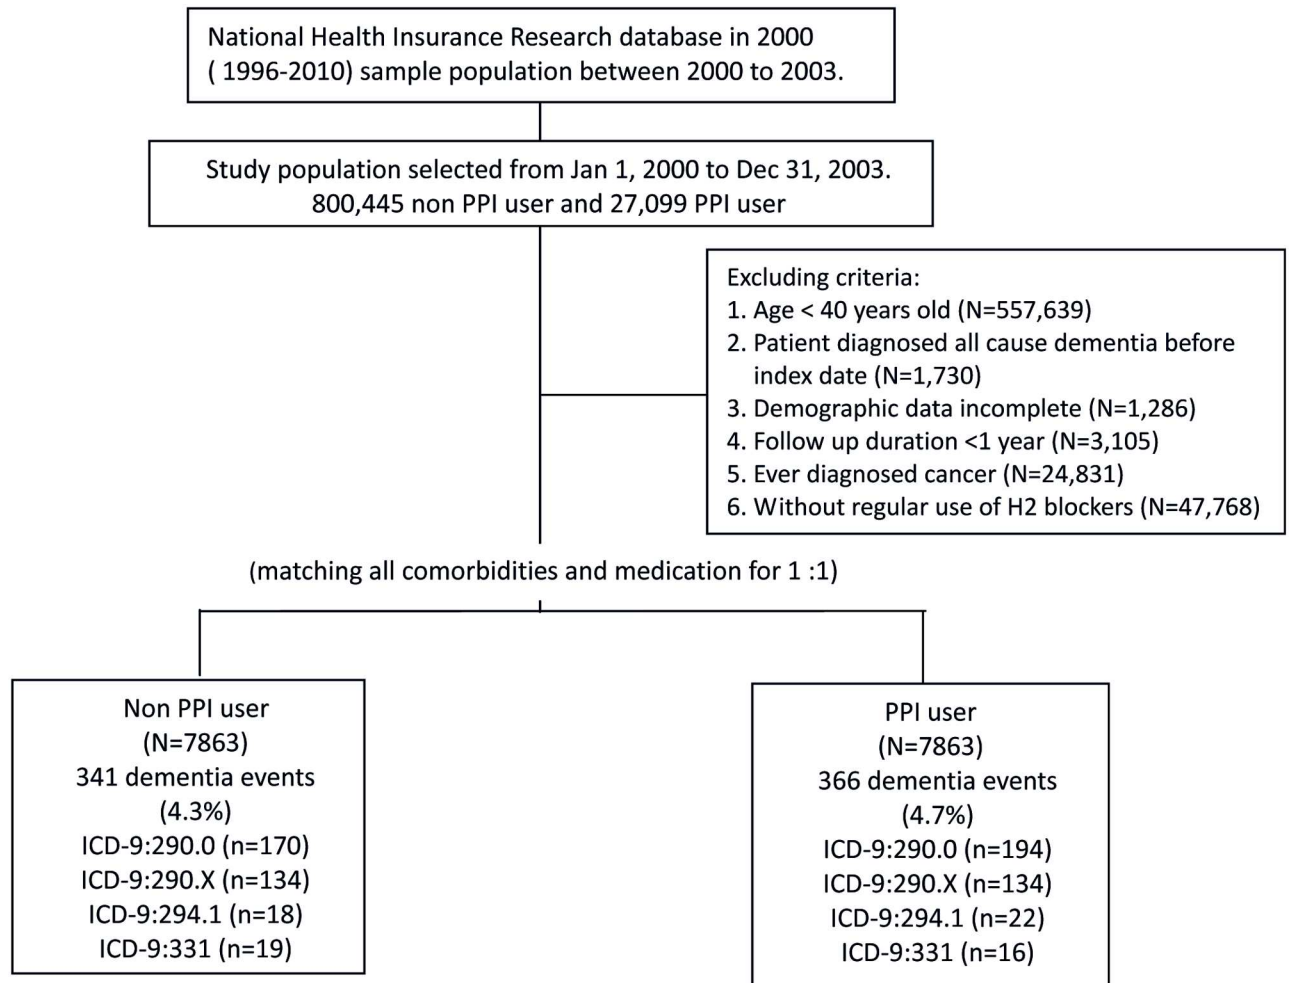 National Health Insurance Research database in 2000
( 1996-2010) sample population between 2000 to 2003.
Study population selected from Jan 1, 2000 to Dec 31, 2003.
800,445 non PPI user and 27,099 PPI user
Excluding criteria:
1. Age < 40 years old (N=557,639)
2. Patient diagnosed all cause dementia before
index date (N=1,730)
3. Demographic data incomplete (N=1,286)
4. Follow up duration <1 year (N=3,105)
5. Ever diagnosed cancer (N=24,831)
6. Without regular use of H2 blockers (N=47,768)
(matching all comorbidities and medication for 1 :1)
Non PPI user
(N=7863)
341 dementia events
(4.3%)
ICD-9:290.0 (n=170)
ICD-9:290.X (n=134)
ICD-9:294.1 (n=18)
ICD-9:331 (n=19)
PPI user
(N=7863)
366 dementia events
(4.7%)
ICD-9:290.0 (n=194)
ICD-9:290.X (n=134)
ICD-9:294.1 (n=22)
ICD-9:331 (n=16)